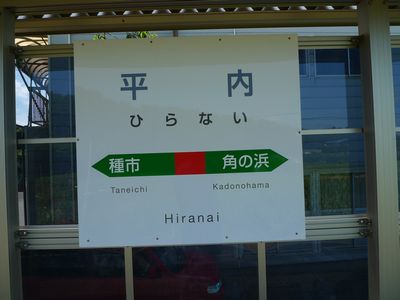 平内
ひらない
種市 角の浜
Taneichi Kadonohama
Hiranai